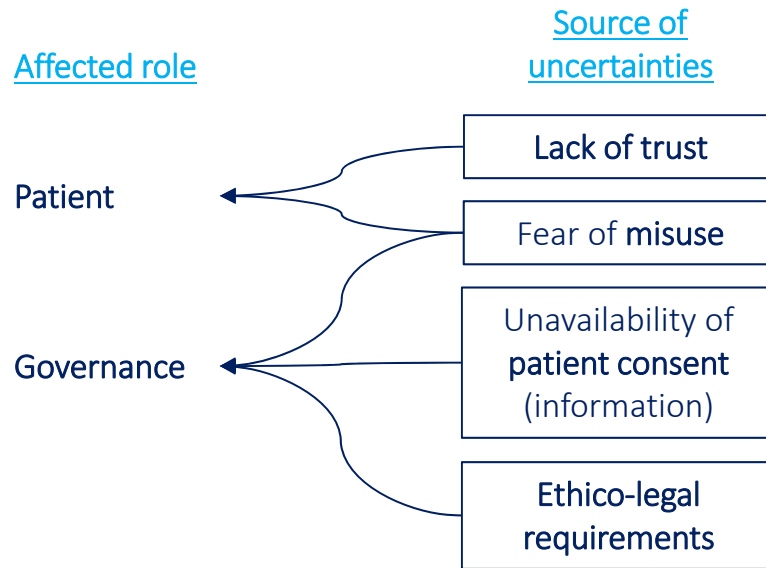 Affected role
Source of
uncertainties
Patient
Lack of trust
Fear of misuse
Governance
Unavailability of
patient consent
(information)
Ethico-legal
requirements